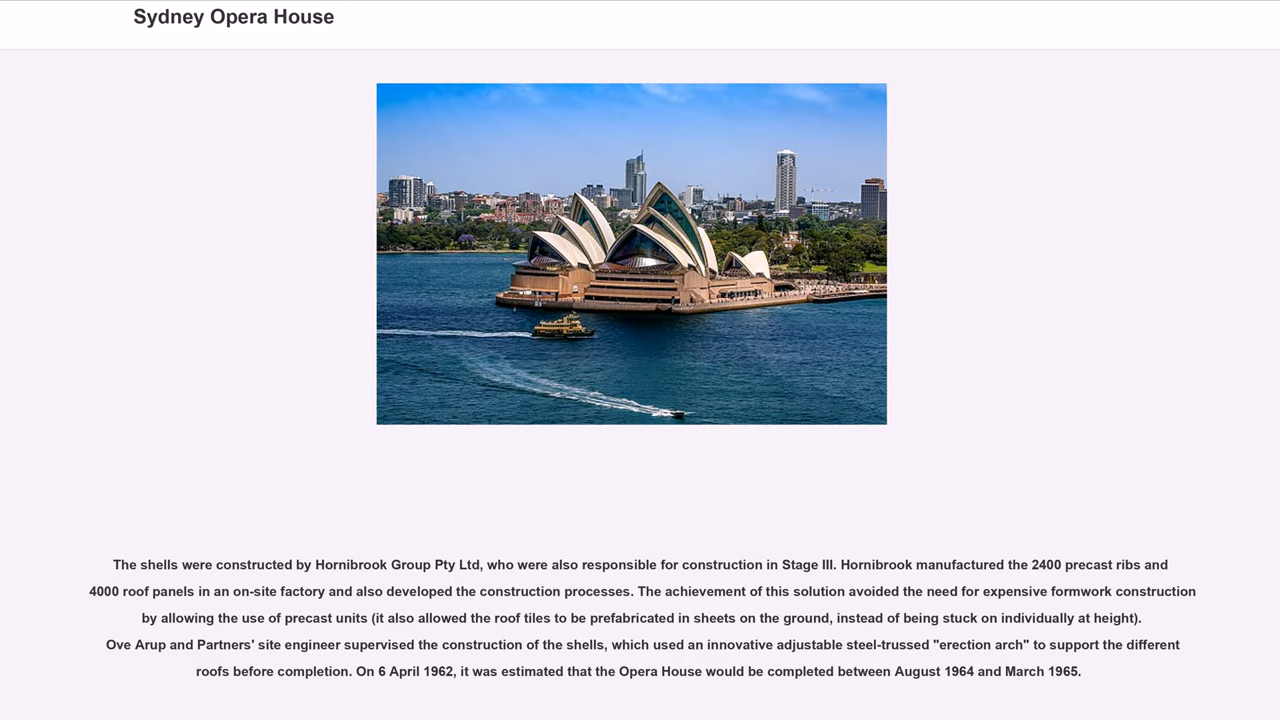 Sydney Opera House
The shells were constructed by Hornibrook Group Pty Ltd, who were also responsible for construction in Stage III. Hornibrook manufactured the 2400 precast ribs and
4000 roof panels in an on-site factory and also developed the construction processes. The achievement of this solution avoided the need for expensive formwork construction
by allowing the use of precast units (it also allowed the roof tiles to be prefabricated in sheets on the ground, instead of being stuck on individually at height).
Ove Arup and Partners' site engineer supervised the construction of the shells, which used an innovative adjustable steel-trussed "erection arch" to support the different
roofs before completion. On 6 April 1962, it was estimated that the Opera House would be completed between August 1964 and March 1965.